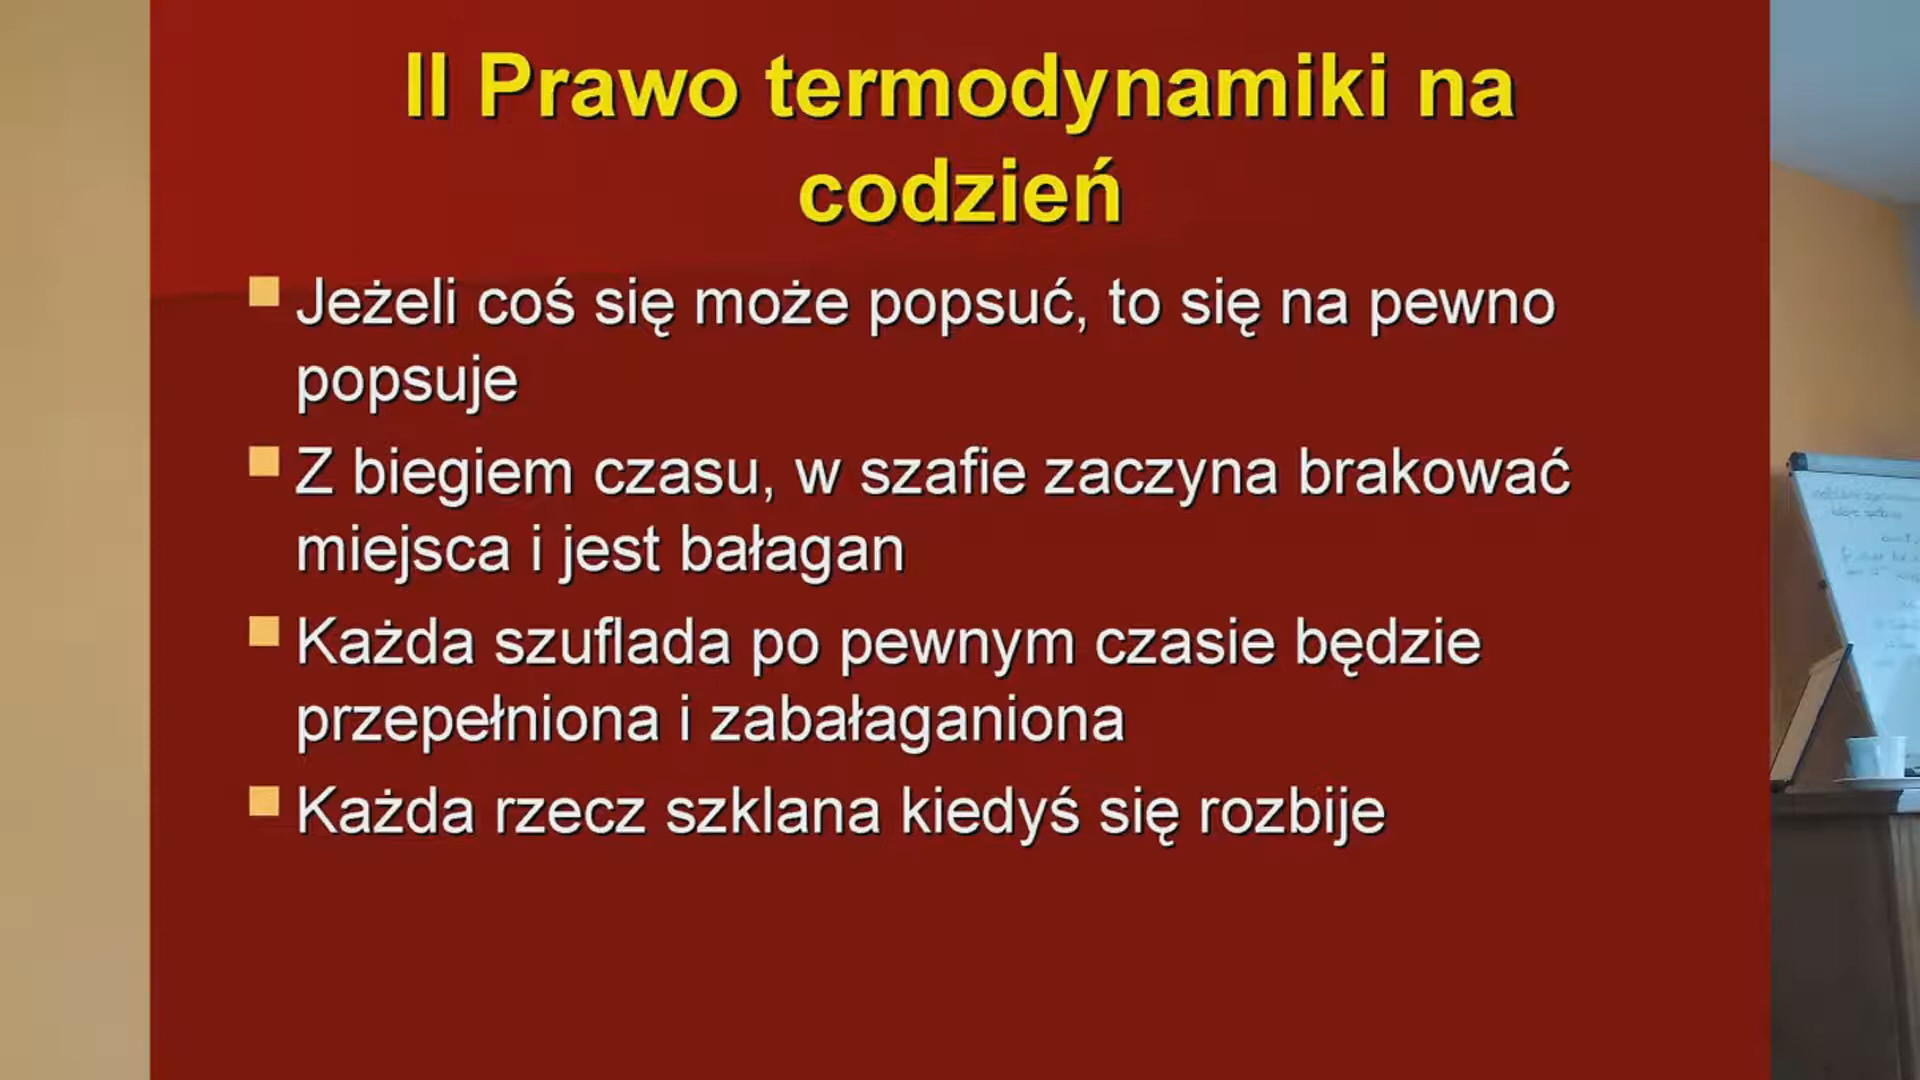 II Prawo termodynamiki na
codzień
Jeżeli coś się może popsuć, to się na pewno
popsuje
Z biegiem czasu, w szafie zaczyna brakować
miejsca i jest bałagan
Każda szuflada po pewnym czasie będzie
przepełniona i zabałaganiona
Każda rzecz szklana kiedyś się rozbije